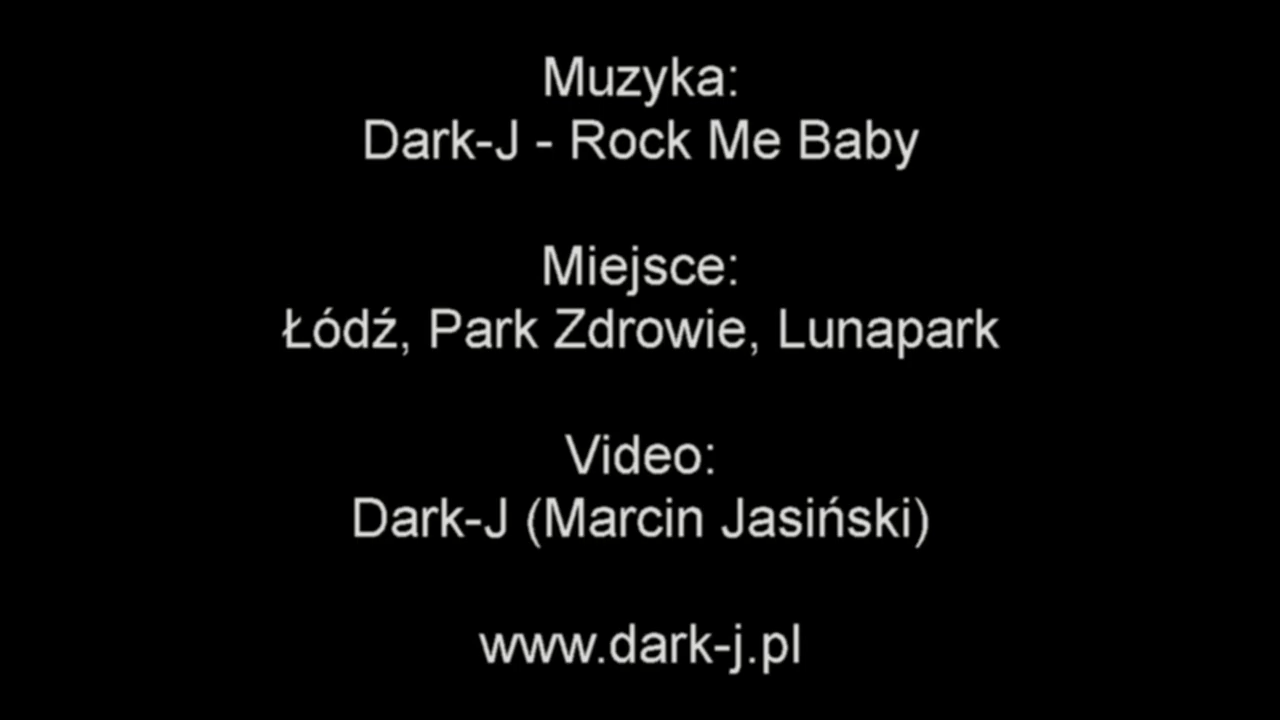 Muzyka:
Dark-J - Rock Me Baby
Miejsce:
Łódź, Park Zdrowie, Lunapark
Video:
Dark-J (Marcin Jasiński)
www.dark-j.pl